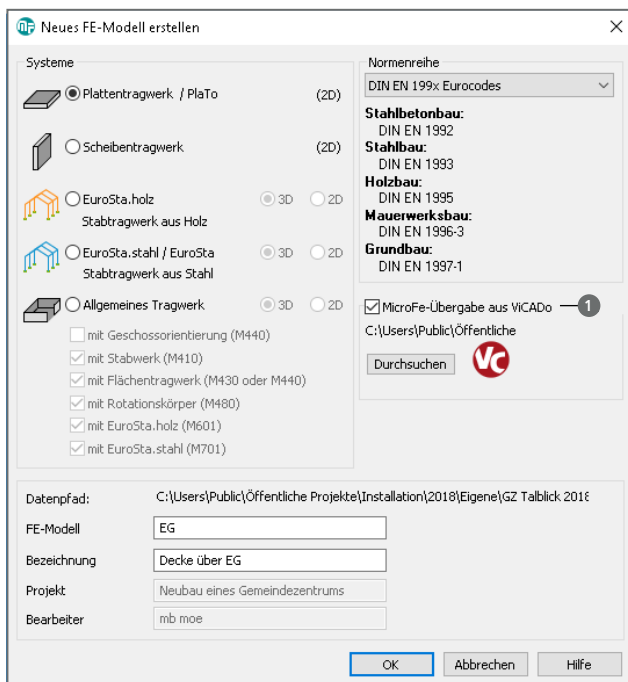 Neues FE-Modell erstellen
Systeme
Plattentragwerk / PlaTo (2D)
Scheibentragwerk (2D)
EuroSta.holz 3D 2D
Stabtragwerk aus Holz
EuroSta.stahl / EuroSta 3D 2D
Stabtragwerk aus Stahl
Allgemeines Tragwerk 3D 2D
mit Geschossorientierung (M440)
mit Stabwerk (M410)
mit Flächentragwerk (M430 oder M440)
mit Rotationskörper (M480)
mit EuroSta.holz (M601)
mit EuroSta.stahl (M701)
Normenreihe
DIN EN 199x Eurocodes
Stahlbetonbau:
DIN EN 1992
Stahlbau:
DIN EN 1993
Holzbau:
DIN EN 1995
Mauerwerksbau:
DIN EN 1996-3
Grundbau:
DIN EN 1997-1
MicroFe-Übergabe aus ViCADo 1
C:\Users\Public\Öffentliche
Durchsuchen VC
Datenpfad: C:\Users\Public\Öffentliche Projekte\Installation\2018\Eigene\GZ Talblick 2018
FE-Modell EG
Bezeichnung Decke über EG
Projekt Neubau eines Gemeindezentrums
Bearbeiter mb moe
OK Abbrechen Hilfe